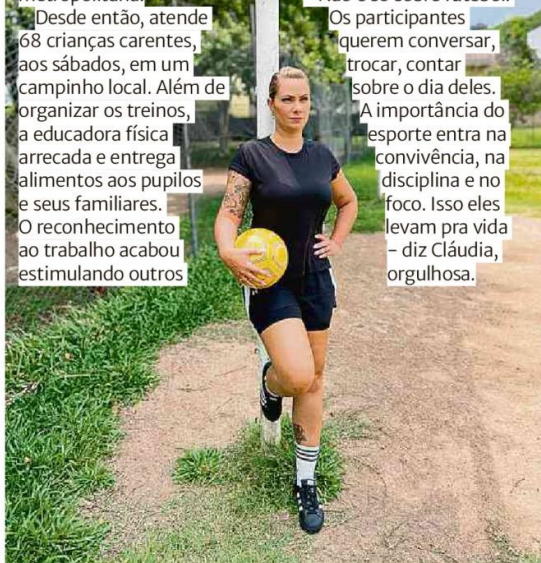 metropolitana.
Desde então, atende
68 crianças carentes,
aos sábados, em um
campinho local. Além de
organizar os treinos,
a educadora física
arrecada e entrega
alimentos aos pupilos
e seus familiares.
O reconhecimento
ao trabalho acabou
estimulando outros
Os participantes
querem conversar,
trocar, contar
sobre o dia deles.
A importância do
esporte entra na
convivência, na
disciplina e no
foco. Isso eles
levam pra vida
– diz Cláudia,
orgulhosa.